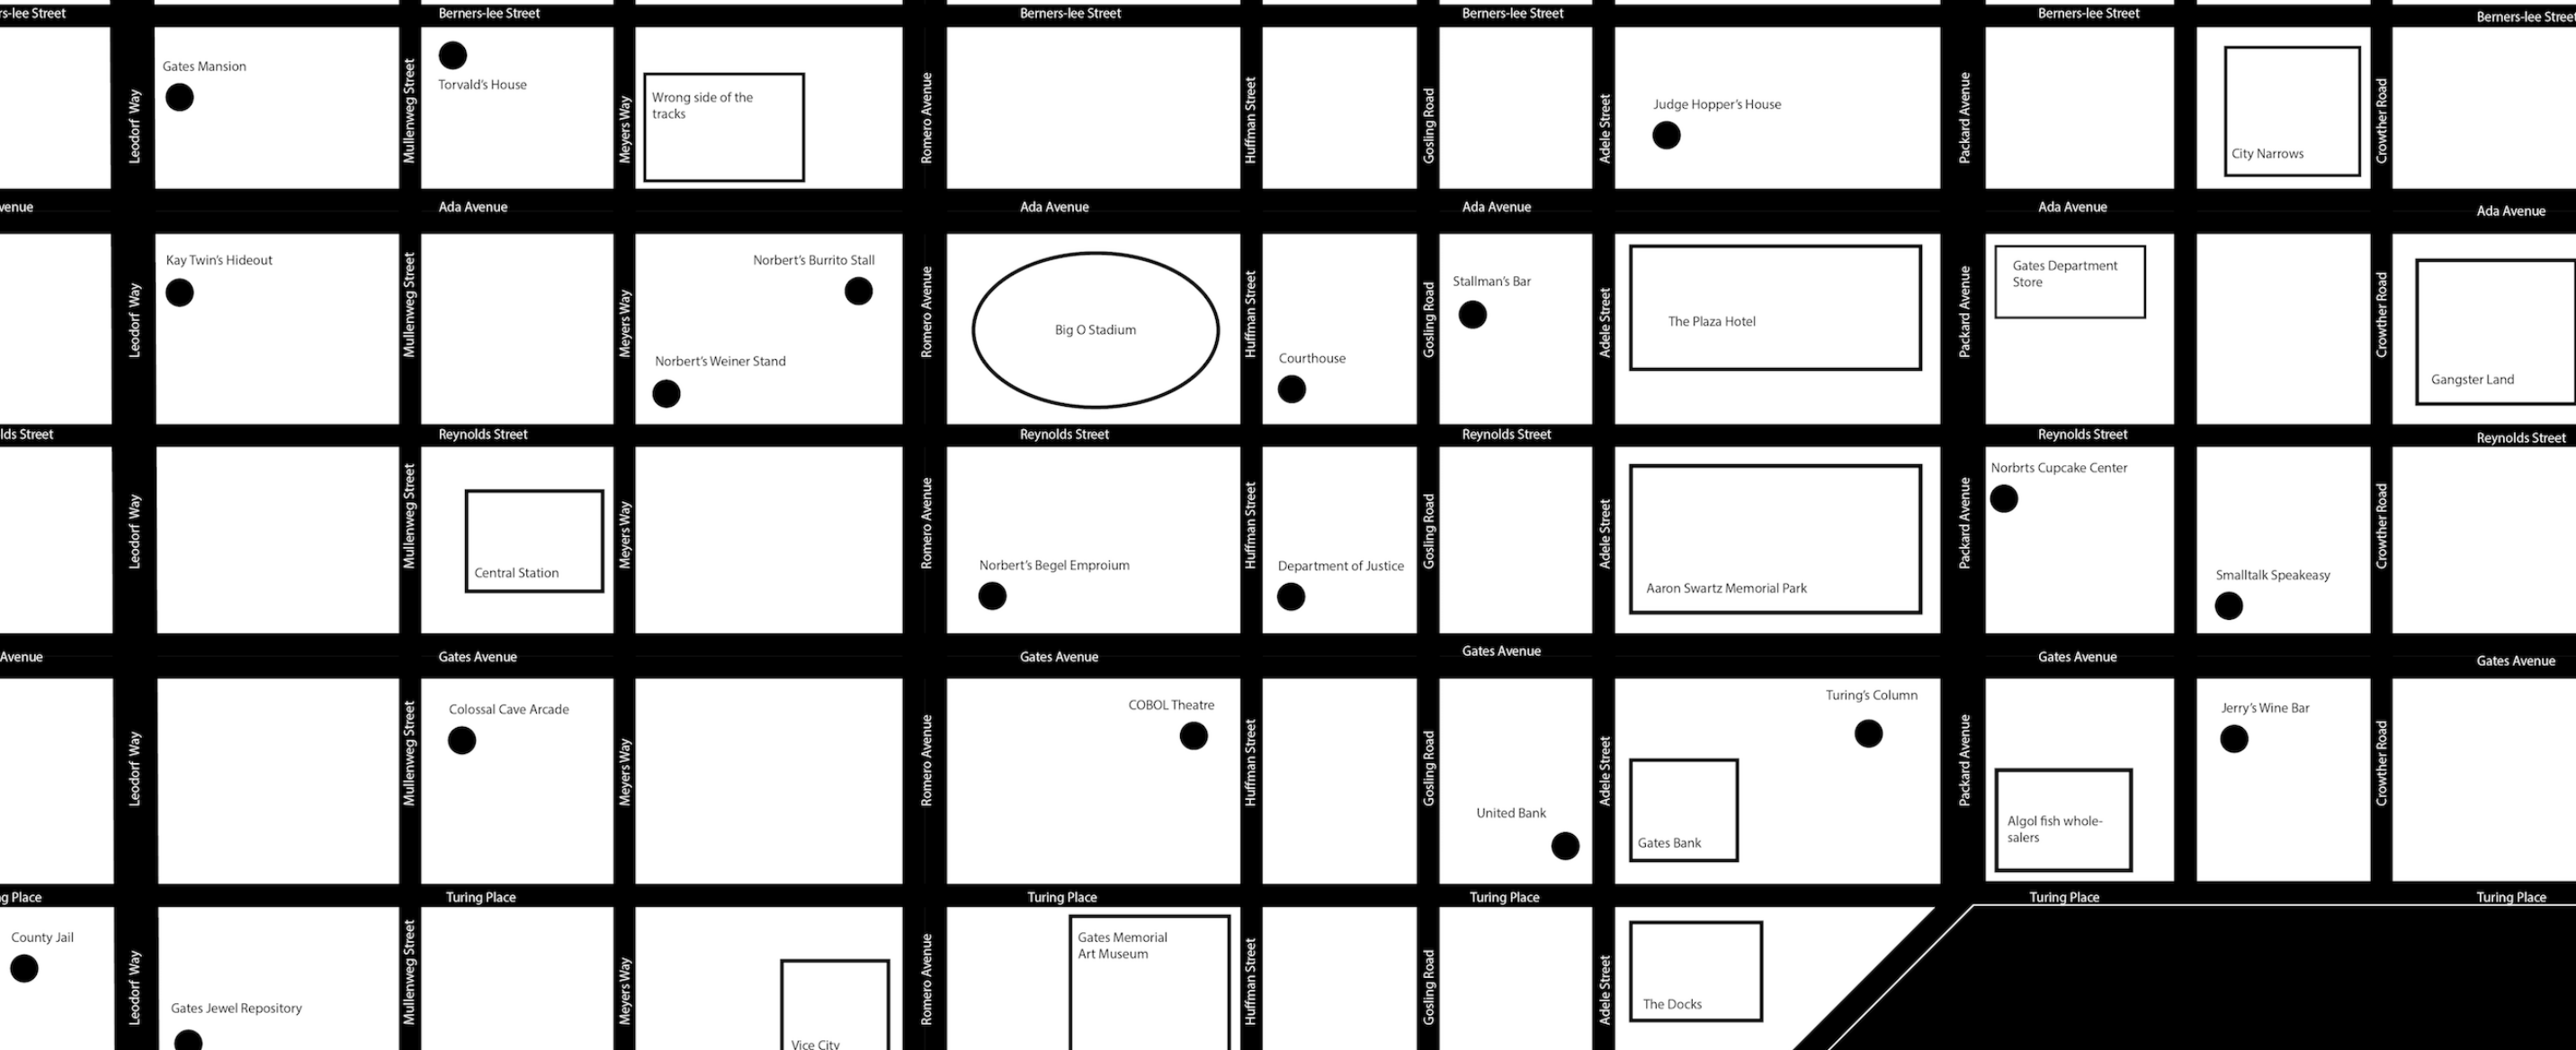 rs-lee Street
Berners-lee Street
Berners-lee Street
Berners-lee Street
Berners-lee Street
Berners-lee Stree
Leodorf Way
Gates Mansion
Mullenweg Street
Torvald's House
Meyers Way
Wrong side of the
tracks
Romero Avenue
Huffman Street
Gosling Road
Adele Street
Judge Hopper's House
Packard Avenue
City Narrows
Crowther Road
venue
Ada Avenue
Ada Avenue
Ada Avenue
Ada Avenue
Ada Avenue
Leodorf Way
Kay Twin's Hideout
Mullenweg Street
Meyers Way
Norbert's Burrito Stall
Norbert's Weiner Stand
Romero Avenue
Big O Stadium
Huffman Street
Courthouse
Gosling Road
Stallman's Bar
Adele Street
The Plaza Hotel
Packard Avenue
Gates Department
Store
Crowther Road
Gangster Land
lds Street
Reynolds Street
Reynolds Street
Reynolds Street
Reynolds Street
Reynolds Street
Leodorf Way
Mullenweg Street
Central Station
Meyers Way
Romero Avenue
Norbert's Begel Emproium
Huffman Street
Department of Justice
Gosling Road
Adele Street
Aaron Swartz Memorial Park
Packard Avenue
Norbrts Cupcake Center
Smalltalk Speakeasy
Crowther Road
Avenue
Gates Avenue
Gates Avenue
Gates Avenue
Gates Avenue
Gates Avenue
Leodorf Way
Mullenweg Street
Colossal Cave Arcade
Meyers Way
Romero Avenue
COBOL Theatre
Huffman Street
Gosling Road
United Bank
Adele Street
Gates Bank
Turing's Column
Packard Avenue
Algol fish whole-
salers
Jerry's Wine Bar
Crowther Road
g Place
Turing Place
Turing Place
Turing Place
Turing Place
Turing Place
County Jail
Leodorf Way
Gates Jewel Repository
Mullenweg Street
Meyers Way
Vice City
Romero Avenue
Gates Memorial
Art Museum
Huffman Street
Gosling Road
Adele Street
The Docks